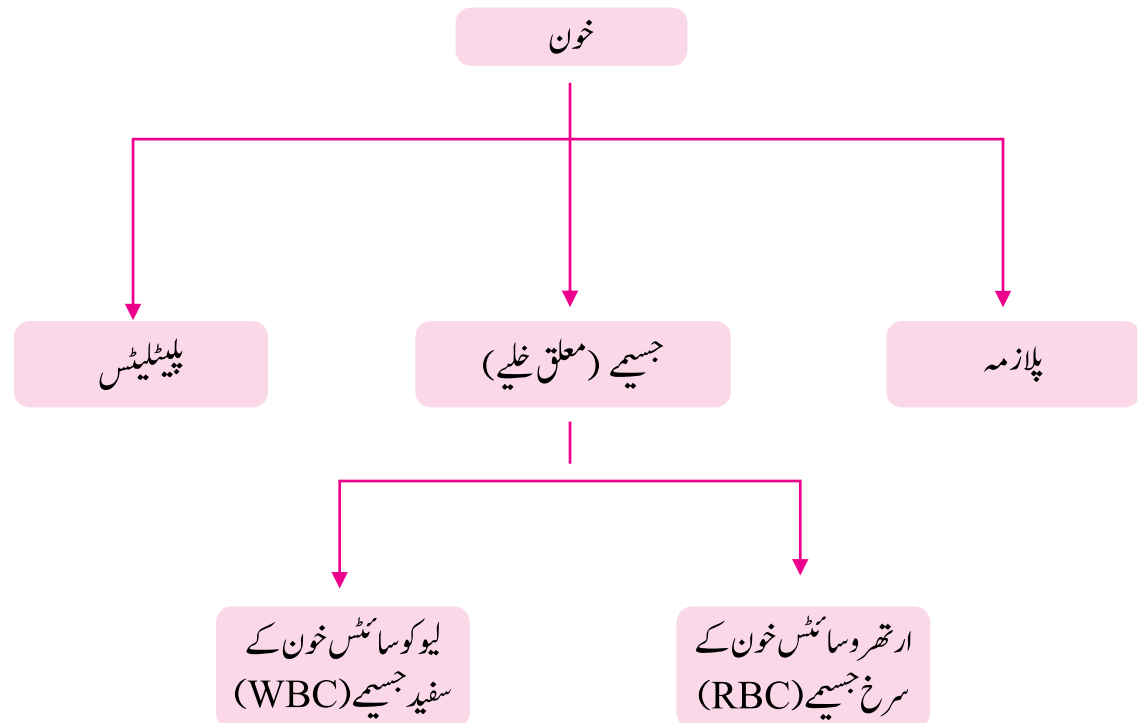 خون
پلازمہ
جسیمے (معلق خلیے)
پلیٹلیٹس
ارتھروسائٹس خون کے
سرخ جسیمے (RBC)
لیوکوسائٹس خون کے
سفید جسیمے (WBC)